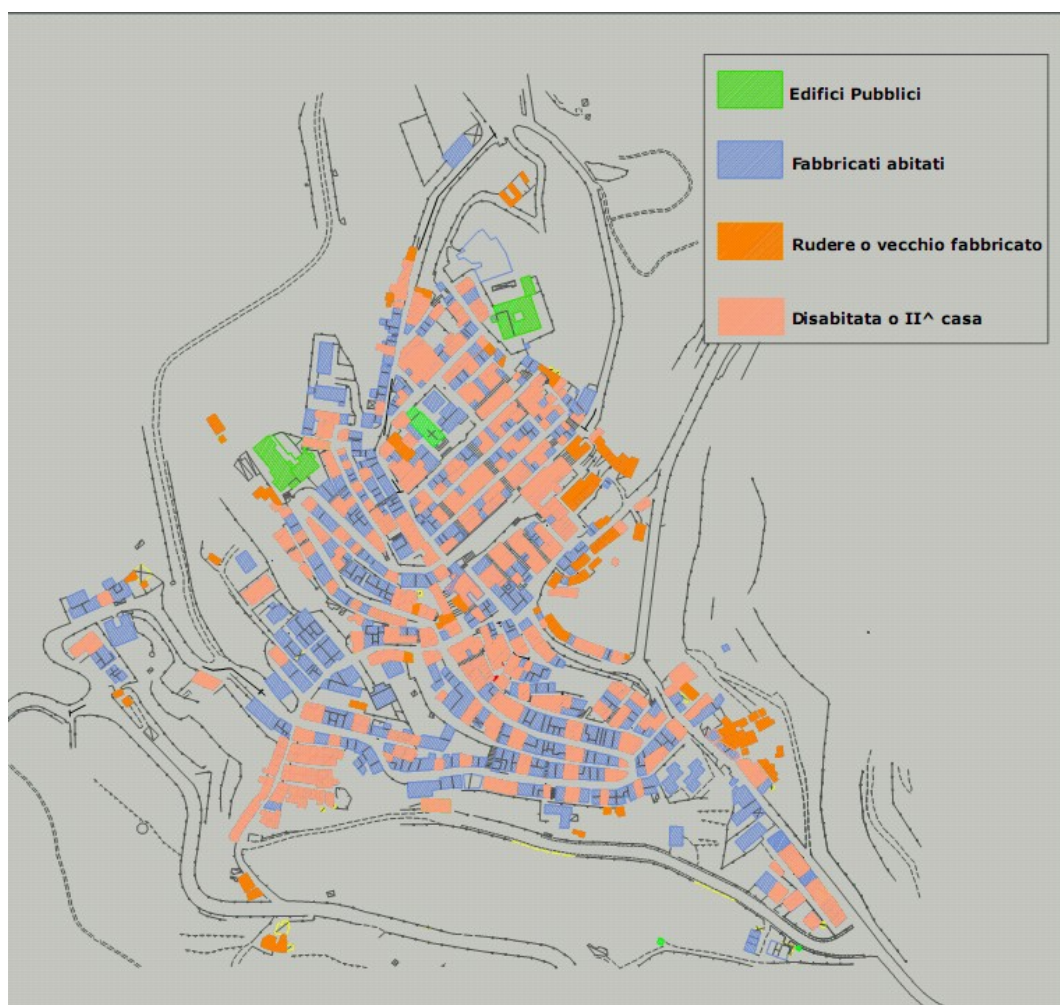 Edifici Pubblici
Fabbricati abitati
Rudere o vecchio fabbricato
Disabitata o II^ casa